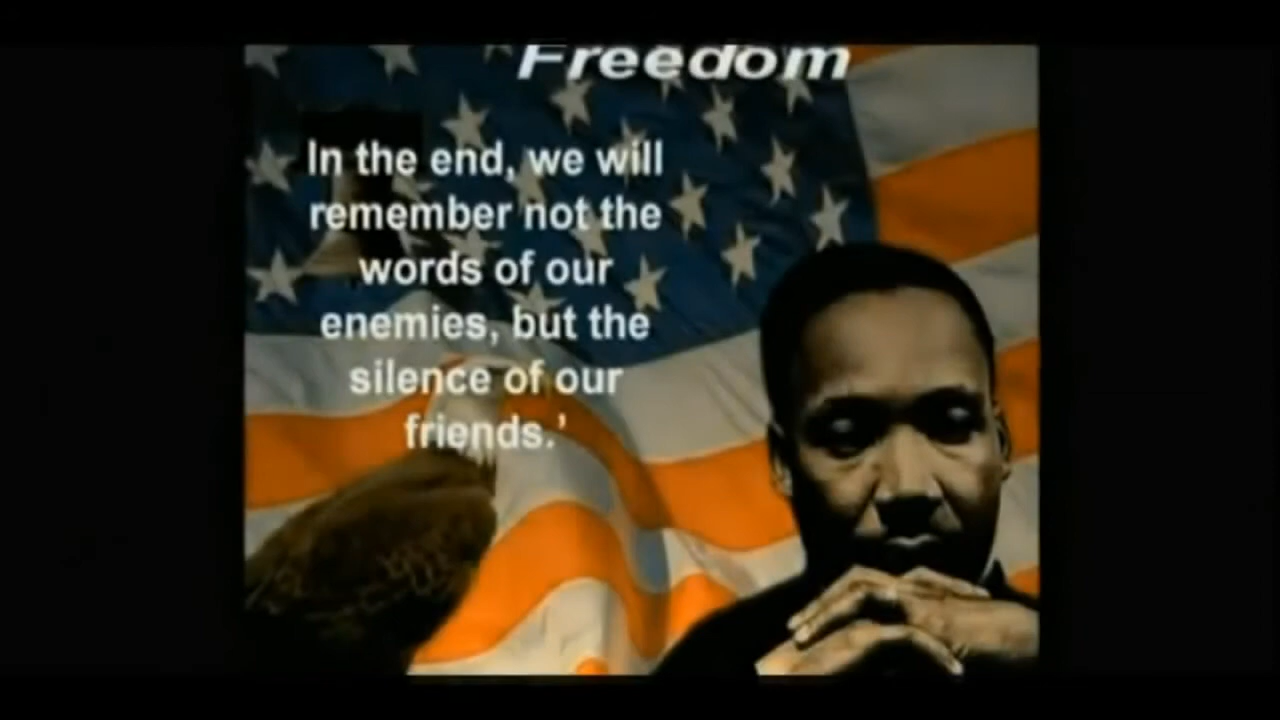 Freedom
In the end, we will
remember not the
words of our
enemies, but the
silence of our
friends.’